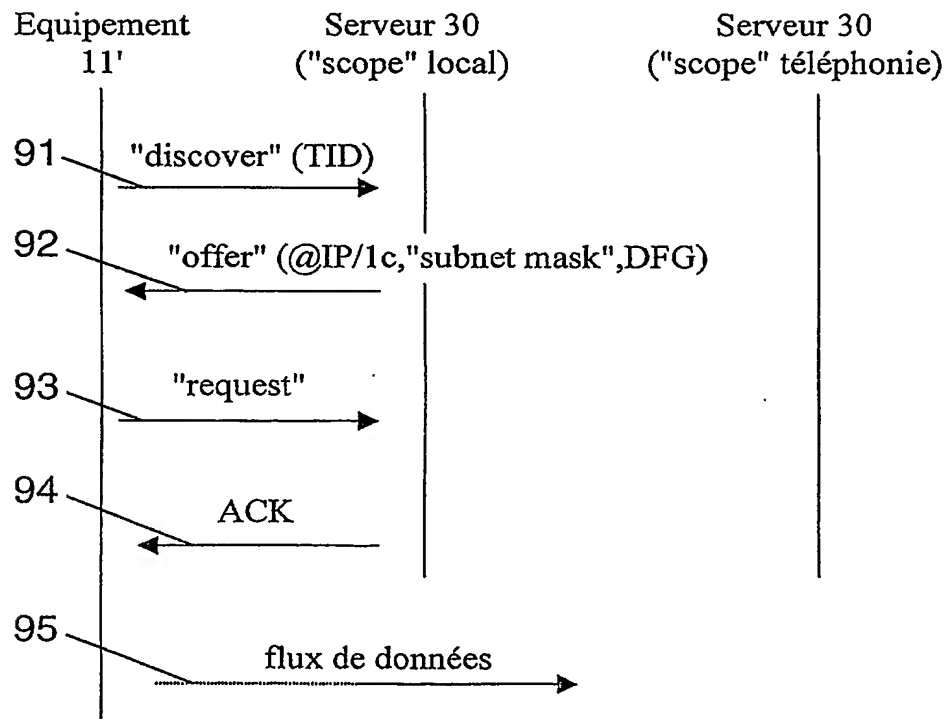 Equipement
11'
Serveur 30
("scope" local)
Serveur 30
("scope" téléphonie)
91
"discover" (TID)
92
"offer" (@IP/1c,"subnet mask",DFG)
93
"request"
94
ACK
95
flux de données